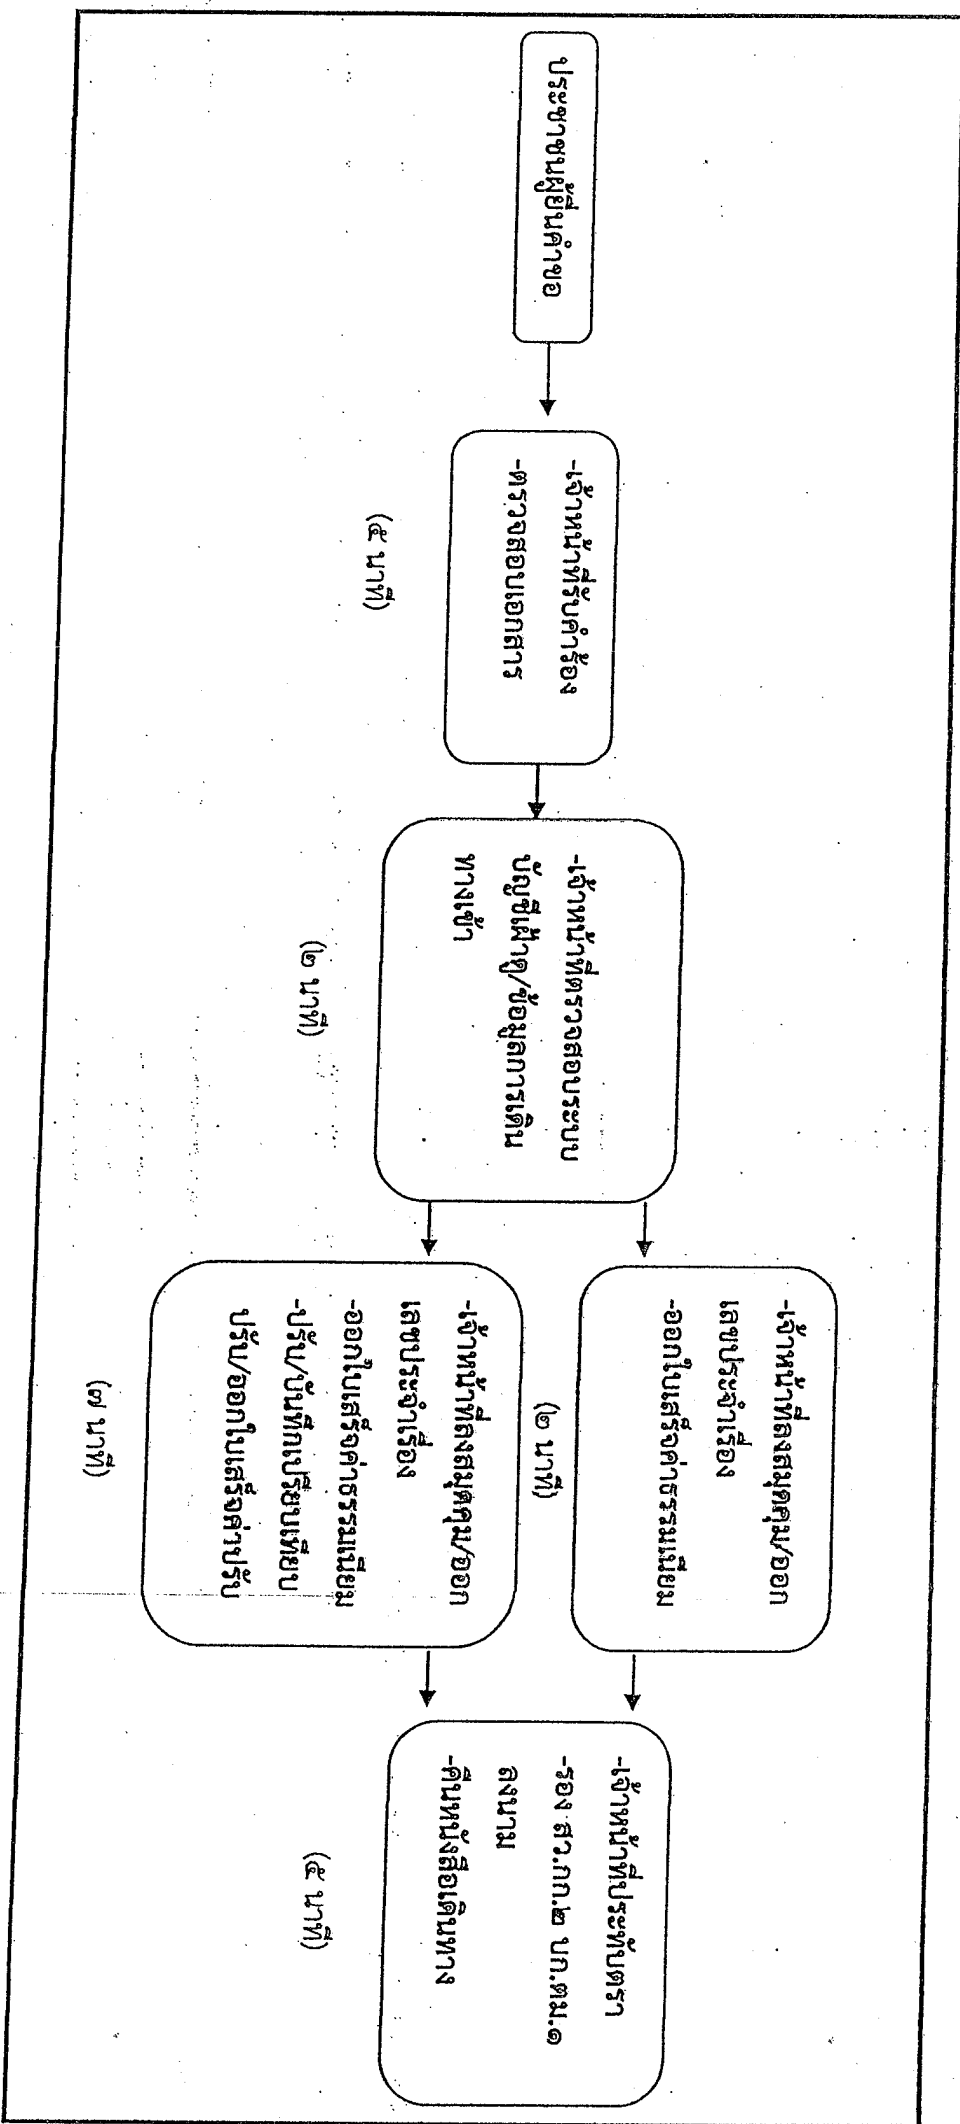 ประชาชนผู้ยื่นคำขอ
-เจ้าหน้าที่รับคำร้อง
-ตรวจสอบเอกสาร
(๕ นาที)
-เจ้าหน้าที่ตรวจสอบระบบ
บัญชีเฝ้าดู/ข้อมูลการเดิน
ทางเข้า
(๒ นาที)
-เจ้าหน้าที่ลงสมุดคุม/ออก
เลขประจำเรื่อง
-ออกใบเสร็จค่าธรรมเนียม
(๒ นาที)
-เจ้าหน้าที่ลงสมุดคุม/ออก
เลขประจำเรื่อง
-ออกใบเสร็จค่าธรรมเนียม
-ปรับ/บันทึกเปรียบเทียบ
ปรับ/ออกใบเสร็จค่าปรับ
(๗ นาที)
-เจ้าหน้าที่ประทับตรา
-รอง สว.กก.๒ บก.ตม.๑
ลงนาม
-คืนหนังสือเดินทาง
(๕ นาที)